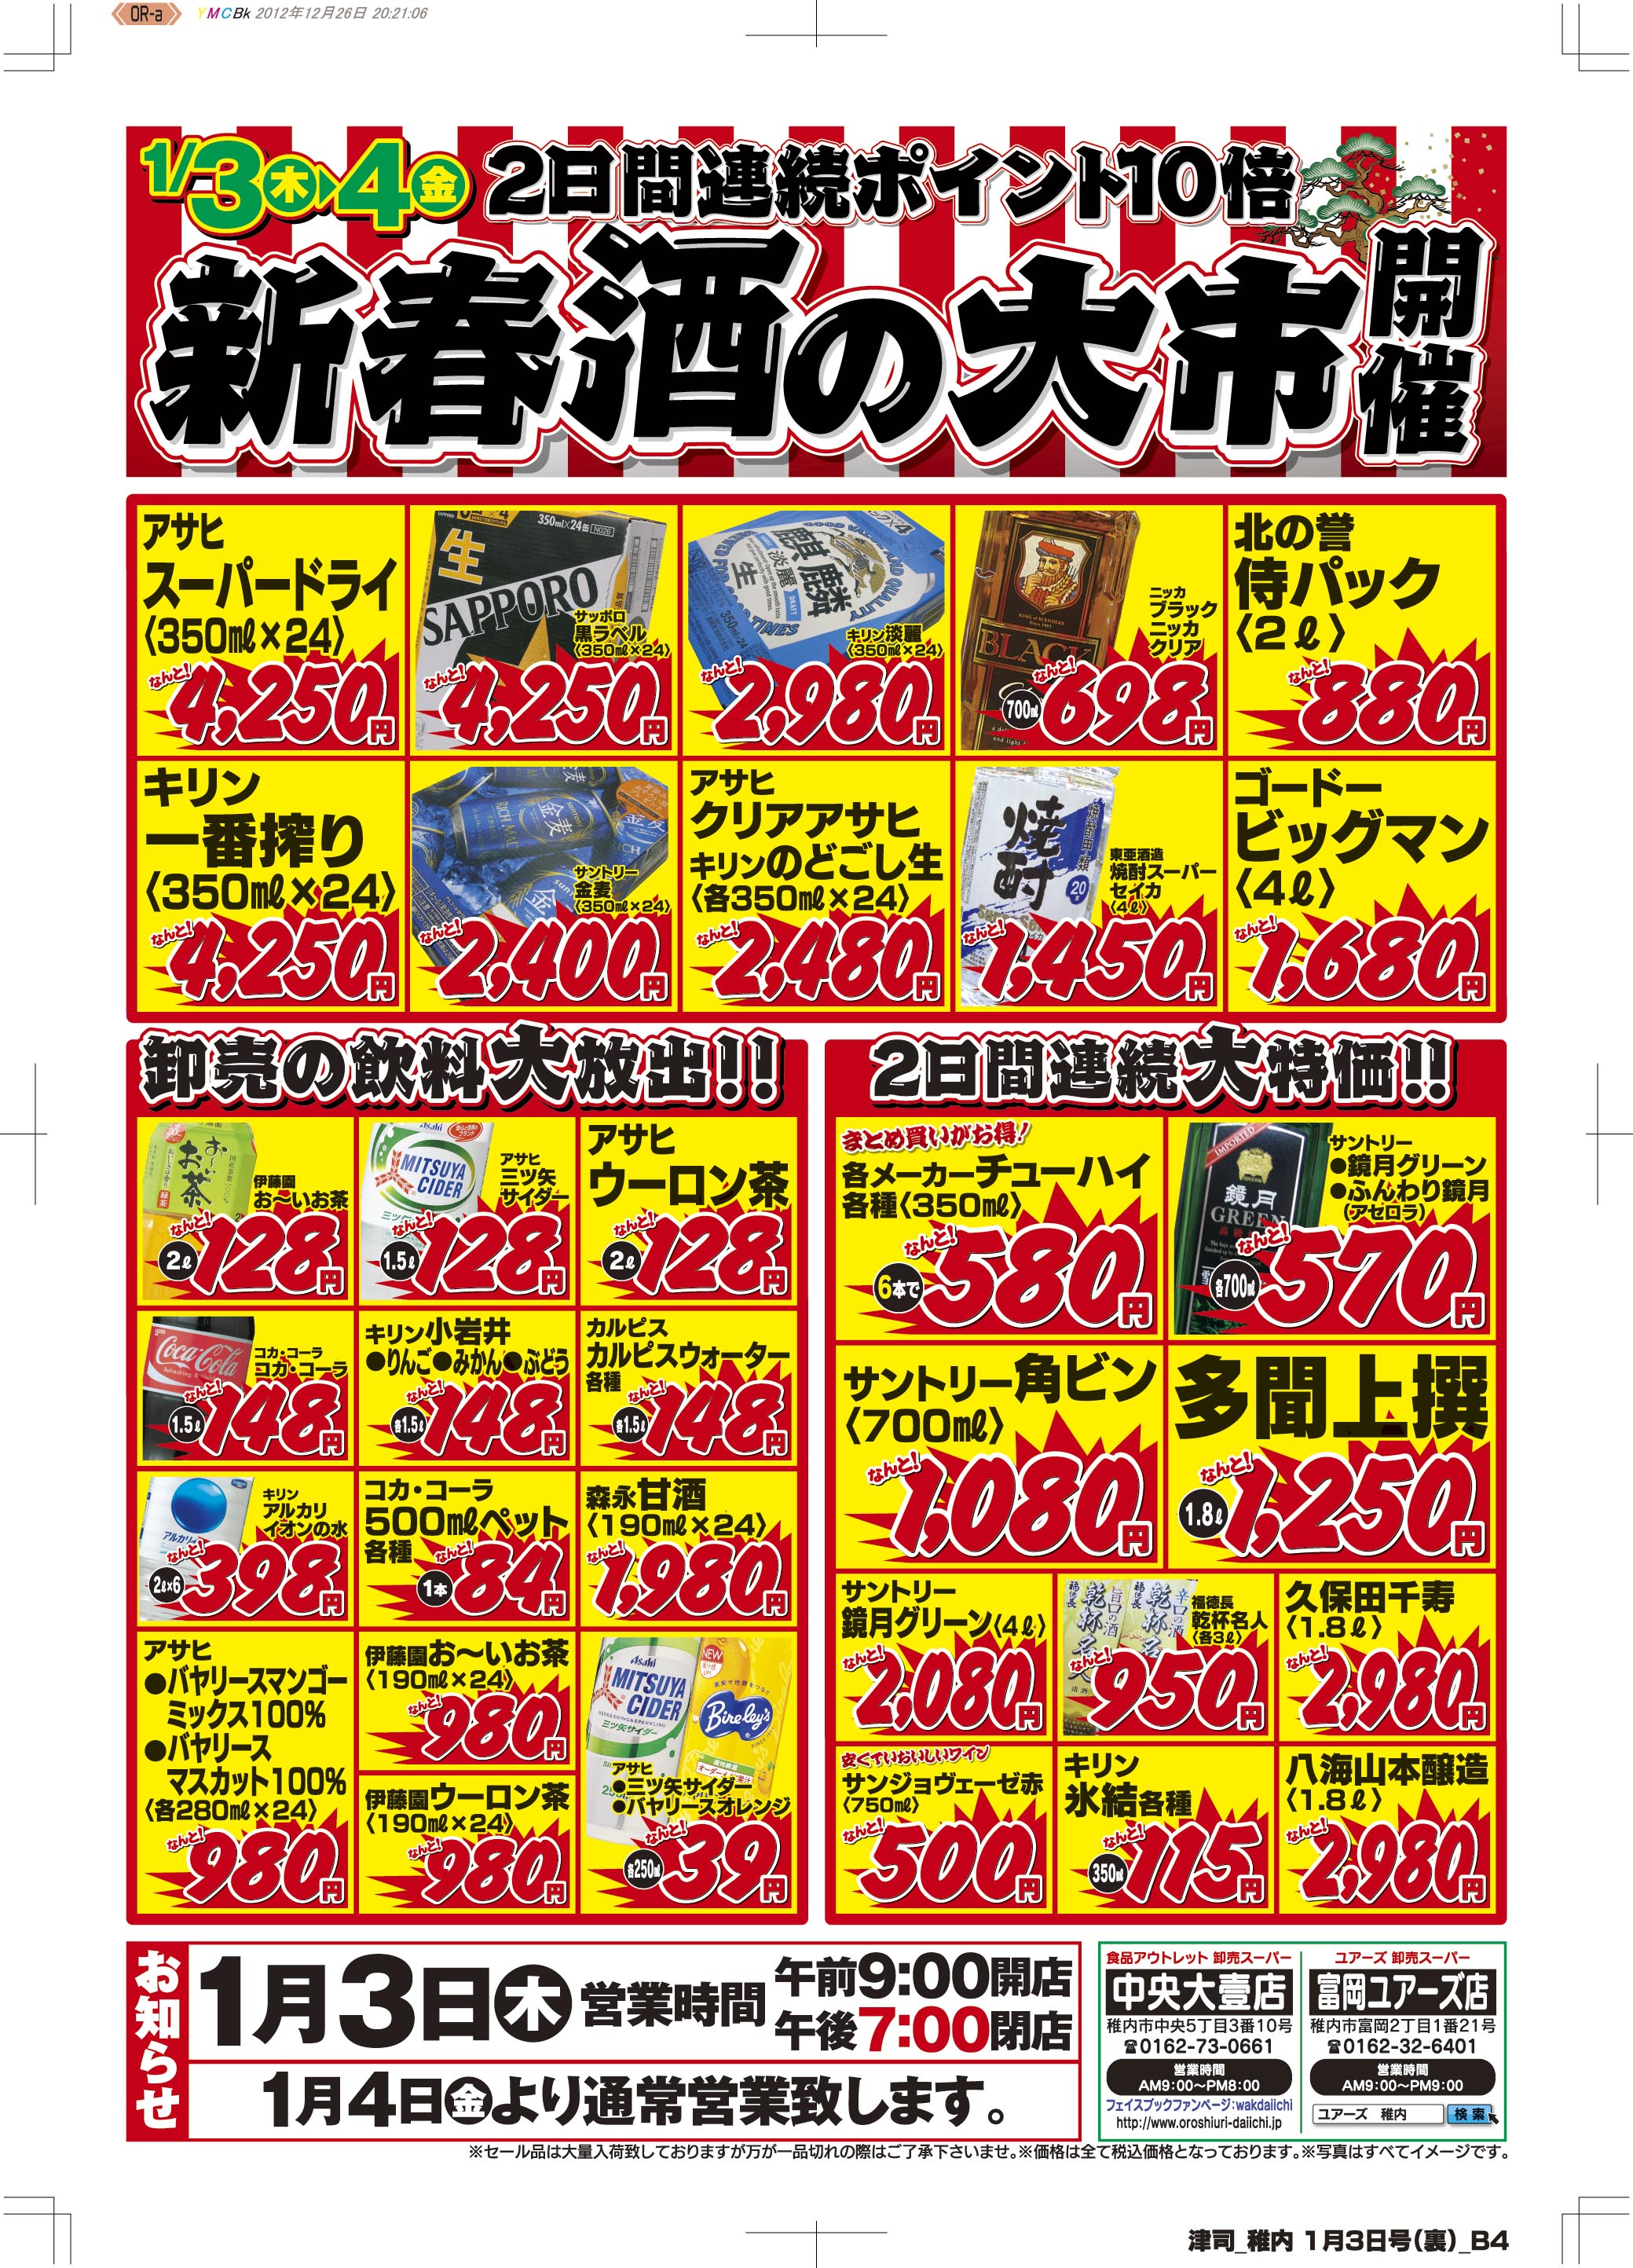 OR-a YMCBk 2012年12月26日 20:21:06
1/3木▶4金 2日間連続ポイント10倍
新春酒の大市開催
アサヒ
スーパードライ
〈350㎖×24〉
なんと!
4,250円
350ml×24缶 N026
生
SAPPORO
サッポロ
黒ラベル
〈350㎖×24〉
なんと!
4,250円
麒麟
淡麗
生
DRAFT
キリン淡麗
〈350㎖×24〉
なんと!
2,980円
KING of BLENDERS
BLACK
ニッカ
ブラック
ニッカ
クリア
なんと!
700㎖ 698円
北の誉
侍パック
〈2ℓ〉
なんと!
880円
キリン
一番搾り
〈350㎖×24〉
なんと!
4,250円
金麦
サントリー
金麦
〈350㎖×24〉
なんと!
2,400円
アサヒ
クリアアサヒ
キリンのどごし生
〈各350㎖×24〉
なんと!
2,480円
焼酎
20
東亜酒造
焼酎スーパー
セイカ
〈4ℓ〉
なんと!
1,450円
ゴードー
ビッグマン
〈4ℓ〉
なんと!
1,680円
卸売の飲料大放出!!
お〜いお茶
緑茶
伊藤園
お〜いお茶
なんと!
2ℓ 128円
Asahi
MITSUYA
CIDER
アサヒ
三ツ矢
サイダー
なんと!
1.5ℓ 128円
アサヒ
ウーロン茶
なんと!
2ℓ 128円
Coca-Cola
コカ・コーラ
コカ・コーラ
なんと!
1.5ℓ 148円
キリン小岩井
●りんご●みかん●ぶどう
なんと!
各1.5ℓ 148円
カルピス
カルピスウォーター
各種
なんと!
各1.5ℓ 148円
キリン
アルカリ
イオンの水
なんと!
2ℓ×6 398円
コカ・コーラ
500㎖ペット
各種
なんと!
1本 84円
森永甘酒
〈190㎖×24〉
なんと!
1,980円
アサヒ
●バヤリースマンゴー
ミックス100%
●バヤリース
マスカット100%
〈各280㎖×24〉
なんと!
980円
伊藤園お〜いお茶
〈190㎖×24〉
なんと!
980円
伊藤園ウーロン茶
〈190㎖×24〉
なんと!
980円
Asahi
MITSUYA
CIDER
三ツ矢サイダー
NEW
Bireley's
アサヒ
●三ツ矢サイダー
●バヤリースオレンジ
なんと!
各250㎖ 39円
2日間連続大特価!!
まとめ買いがお得!
各メーカーチューハイ
各種〈350㎖〉
なんと!
6本で 580円
IMPORTED
鏡月
GREEN
サントリー
●鏡月グリーン
●ふんわり鏡月
(アセロラ)
なんと!
各700㎖ 570円
サントリー角ビン
〈700㎖〉
なんと!
1,080円
多聞上撰
なんと!
1.8ℓ 1,250円
サントリー
鏡月グリーン〈4ℓ〉
なんと!
2,080円
福徳長
乾杯名人
〈各3ℓ〉
なんと!
950円
久保田千寿
〈1.8ℓ〉
なんと!
2,980円
安くておいしいワイン
サンジョヴェーゼ赤
〈750㎖〉
なんと!
500円
キリン
氷結各種
なんと!
350㎖ 115円
八海山本醸造
〈1.8ℓ〉
なんと!
2,980円
お知らせ
1月3日木 営業時間
午前9:00開店
午後7:00閉店
1月4日金より通常営業致します。
食品アウトレット 卸売スーパー
中央大壹店
稚内市中央5丁目3番10号
☎0162-73-0661
営業時間
AM9:00〜PM8:00
フェイスブックファンページ:wakdaiichi
http://www.oroshiuri-daiichi.jp
ユアーズ 卸売スーパー
富岡ユアーズ店
稚内市富岡2丁目1番21号
☎0162-32-6401
営業時間
AM9:00〜PM9:00
ユアーズ 稚内 検索
※セール品は大量入荷致しておりますが万が一品切れの際はご了承下さいませ。※価格は全て税込価格となっております。※写真はすべてイメージです。
津司_稚内 1月3日号(裏)_B4